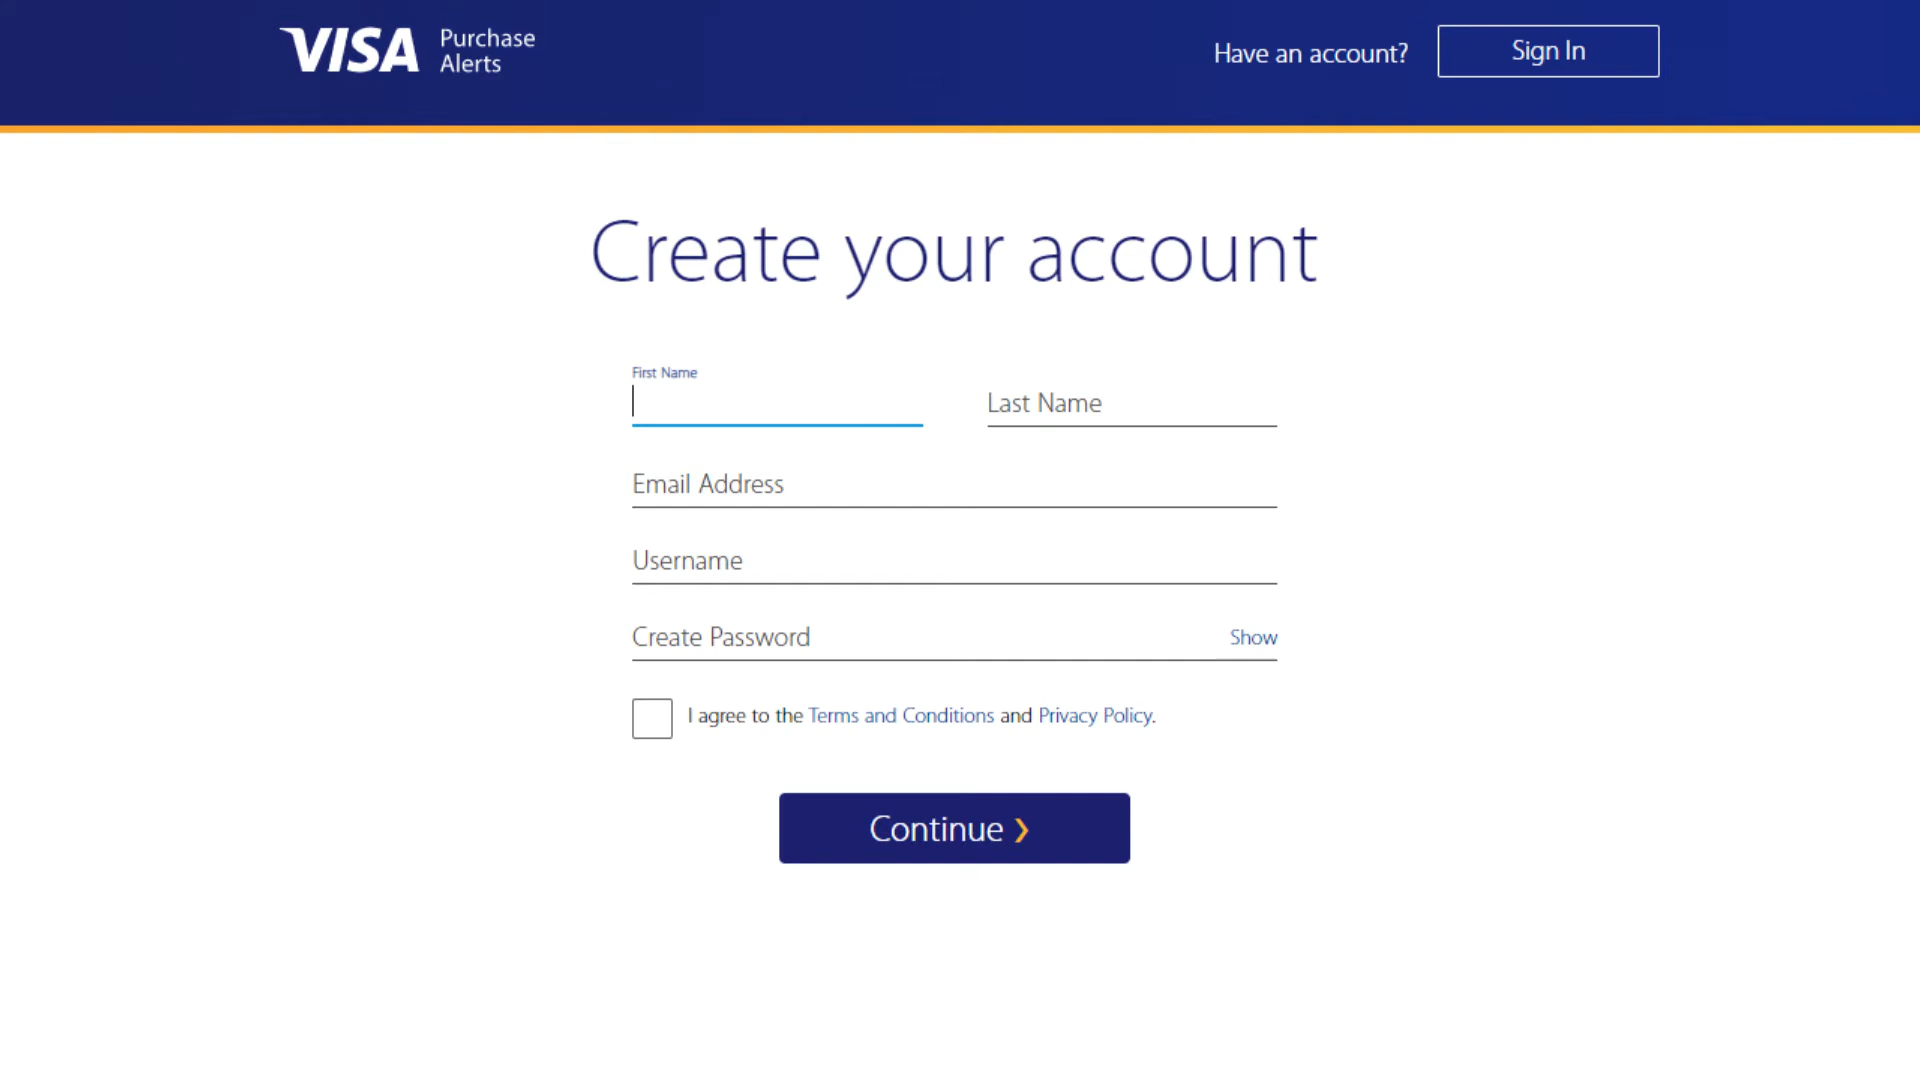 VISA Purchase
Alerts
Have an account?
Sign In
Create your account
First Name
Last Name
Email Address
Username
Create Password
Show
I agree to the Terms and Conditions and Privacy Policy.
Continue ❯